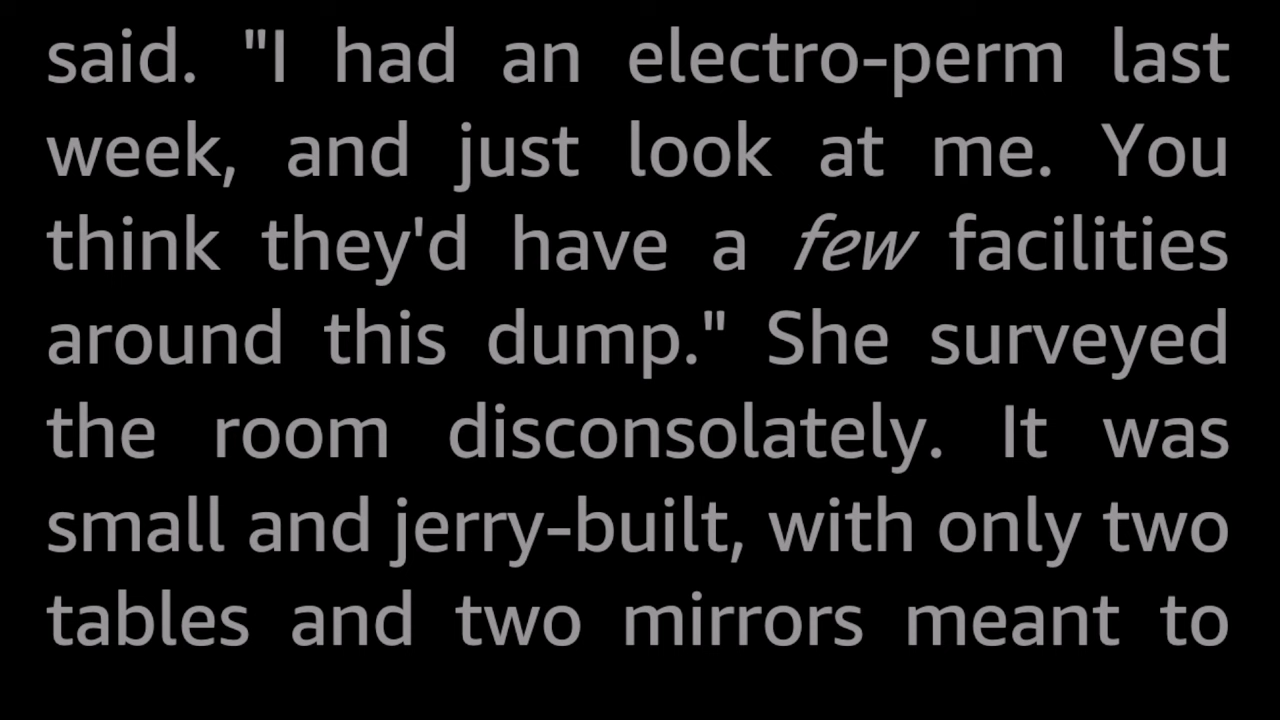 said. "I had an electro-perm last
week, and just look at me. You
think they'd have a few facilities
around this dump." She surveyed
the room disconsolately. It was
small and jerry-built, with only two
tables and two mirrors meant to